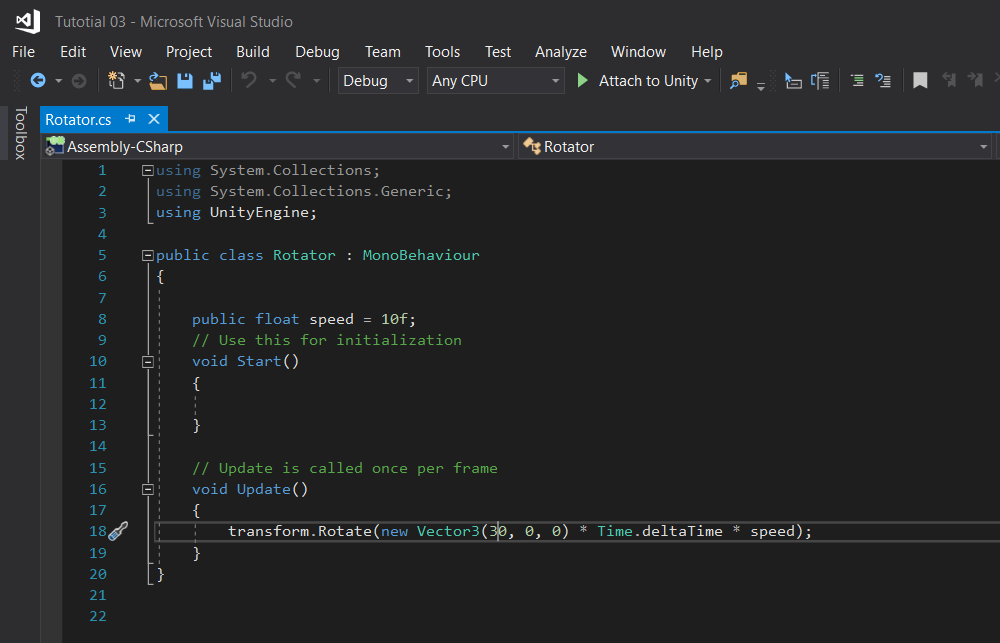 Tutotial 03 - Microsoft Visual Studio
File Edit View Project Build Debug Team Tools Test Analyze Window Help
Debug Any CPU Attach to Unity
Toolbox
Rotator.cs
Assembly-CSharp Rotator
1 using System.Collections;
2 using System.Collections.Generic;
3 using UnityEngine;
4
5 public class Rotator : MonoBehaviour
6 {
7
8 public float speed = 10f;
9 // Use this for initialization
10 void Start()
11 {
12
13 }
14
15 // Update is called once per frame
16 void Update()
17 {
18 transform.Rotate(new Vector3(30, 0, 0) * Time.deltaTime * speed);
19 }
20 }
21
22